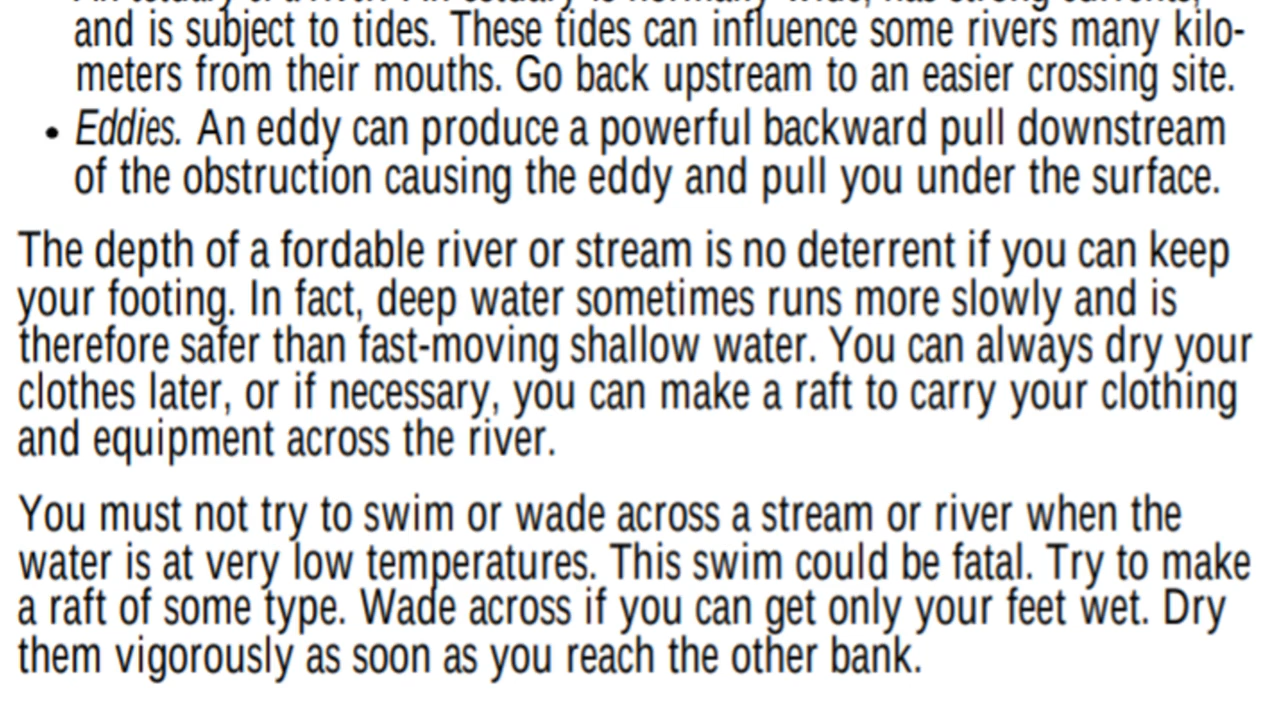 and is subject to tides. These tides can influence some rivers many kilo-
meters from their mouths. Go back upstream to an easier crossing site.
• Eddies. An eddy can produce a powerful backward pull downstream
of the obstruction causing the eddy and pull you under the surface.
The depth of a fordable river or stream is no deterrent if you can keep
your footing. In fact, deep water sometimes runs more slowly and is
therefore safer than fast-moving shallow water. You can always dry your
clothes later, or if necessary, you can make a raft to carry your clothing
and equipment across the river.
You must not try to swim or wade across a stream or river when the
water is at very low temperatures. This swim could be fatal. Try to make
a raft of some type. Wade across if you can get only your feet wet. Dry
them vigorously as soon as you reach the other bank.